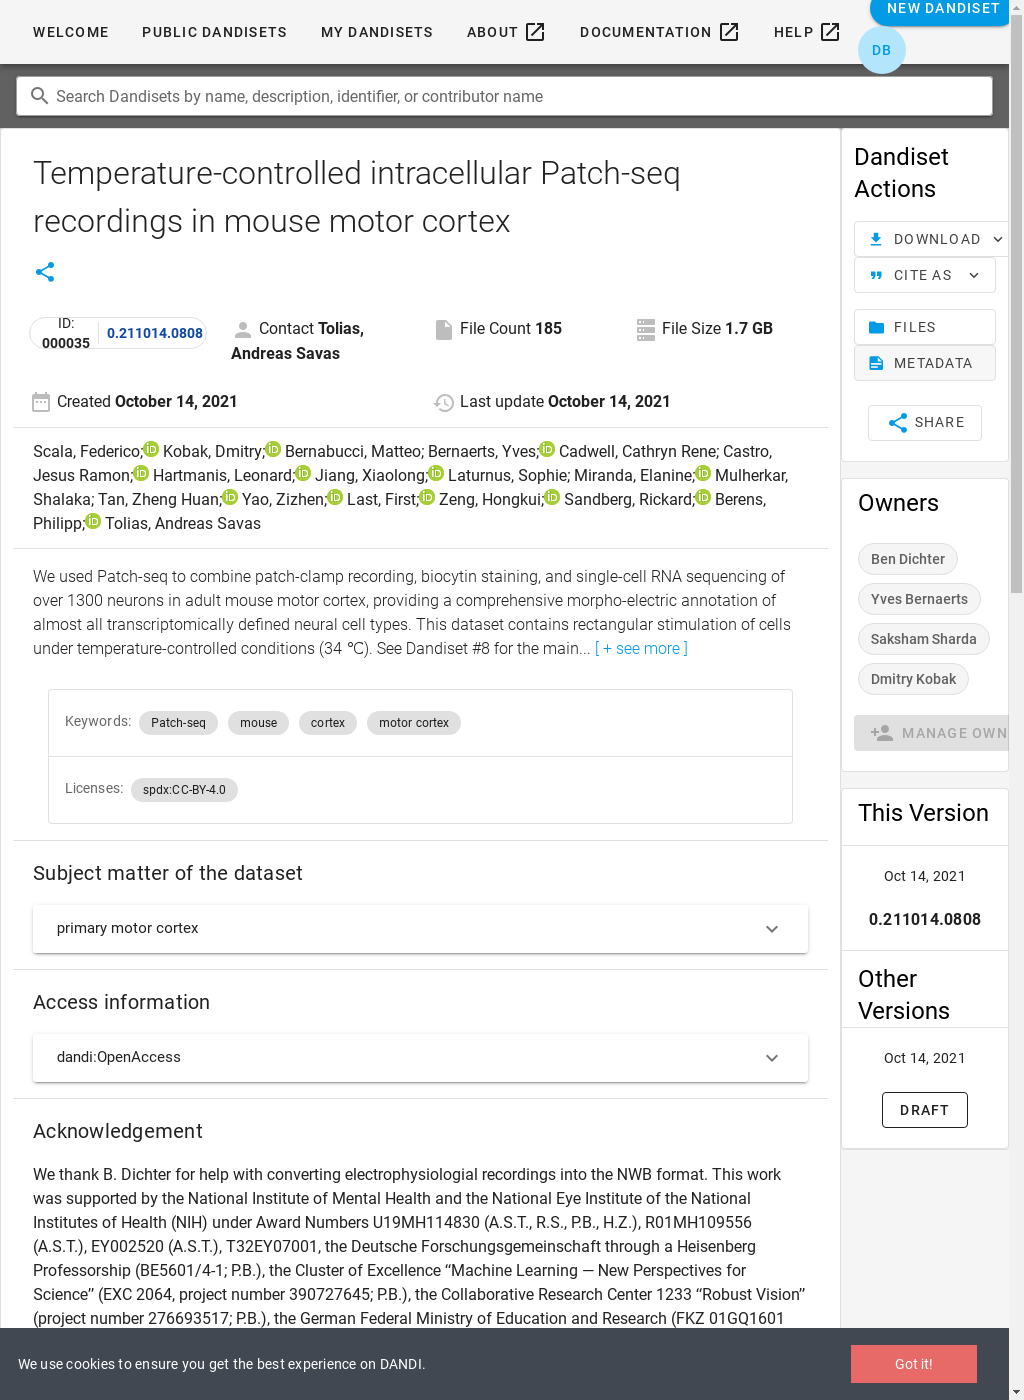 WELCOME PUBLIC DANDISETS MY DANDISETS ABOUT DOCUMENTATION HELP NEW DANDISET
DB
Search Dandisets by name, description, identifier, or contributor name
Temperature-controlled intracellular Patch-seq
recordings in mouse motor cortex
ID:
000035
0.211014.0808
Contact Tolias,
Andreas Savas
File Count 185
File Size 1.7 GB
Created October 14, 2021
Last update October 14, 2021
Scala, Federico; Kobak, Dmitry; Bernabucci, Matteo; Bernaerts, Yves; Cadwell, Cathryn Rene; Castro,
Jesus Ramon; Hartmanis, Leonard; Jiang, Xiaolong; Laturnus, Sophie; Miranda, Elanine; Mulherkar,
Shalaka; Tan, Zheng Huan; Yao, Zizhen; Last, First; Zeng, Hongkui; Sandberg, Rickard; Berens,
Philipp; Tolias, Andreas Savas
We used Patch-seq to combine patch-clamp recording, biocytin staining, and single-cell RNA sequencing of
over 1300 neurons in adult mouse motor cortex, providing a comprehensive morpho-electric annotation of
almost all transcriptomically defined neural cell types. This dataset contains rectangular stimulation of cells
under temperature-controlled conditions (34 ℃). See Dandiset #8 for the main... [ + see more ]
Keywords: Patch-seq mouse cortex motor cortex
Licenses: spdx:CC-BY-4.0
Subject matter of the dataset
primary motor cortex
Access information
dandi:OpenAccess
Acknowledgement
We thank B. Dichter for help with converting electrophysiologial recordings into the NWB format. This work
was supported by the National Institute of Mental Health and the National Eye Institute of the National
Institutes of Health (NIH) under Award Numbers U19MH114830 (A.S.T., R.S., P.B., H.Z.), R01MH109556
(A.S.T.), EY002520 (A.S.T.), T32EY07001, the Deutsche Forschungsgemeinschaft through a Heisenberg
Professorship (BE5601/4-1; P.B.), the Cluster of Excellence “Machine Learning — New Perspectives for
Science” (EXC 2064, project number 390727645; P.B.), the Collaborative Research Center 1233 “Robust Vision”
(project number 276693517; P.B.), the German Federal Ministry of Education and Research (FKZ 01GQ1601
Dandiset
Actions
DOWNLOAD
CITE AS
FILES
METADATA
SHARE
Owners
Ben Dichter
Yves Bernaerts
Saksham Sharda
Dmitry Kobak
MANAGE OWN
This Version
Oct 14, 2021
0.211014.0808
Other
Versions
Oct 14, 2021
DRAFT
We use cookies to ensure you get the best experience on DANDI.
Got it!